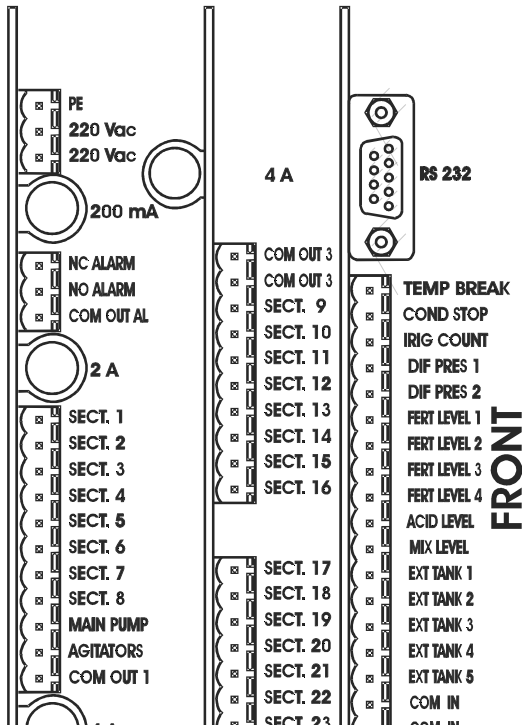 PE
220 Vac
220 Vac
200 mA
NC ALARM
NO ALARM
COM OUT AL
2 A
SECT. 1
SECT. 2
SECT. 3
SECT. 4
SECT. 5
SECT. 6
SECT. 7
SECT. 8
MAIN PUMP
AGITATORS
COM OUT 1
4 A
COM OUT 3
COM OUT 3
SECT. 9
SECT. 10
SECT. 11
SECT. 12
SECT. 13
SECT. 14
SECT. 15
SECT. 16
SECT. 17
SECT. 18
SECT. 19
SECT. 20
SECT. 21
SECT. 22
SECT. 23
RS 232
TEMP BREAK
COND STOP
IRIG COUNT
DIF PRES 1
DIF PRES 2
FERT LEVEL 1
FERT LEVEL 2
FERT LEVEL 3
FERT LEVEL 4
ACID LEVEL
MIX LEVEL
EXT TANK 1
EXT TANK 2
EXT TANK 3
EXT TANK 4
EXT TANK 5
COM IN
COM IN
FRONT